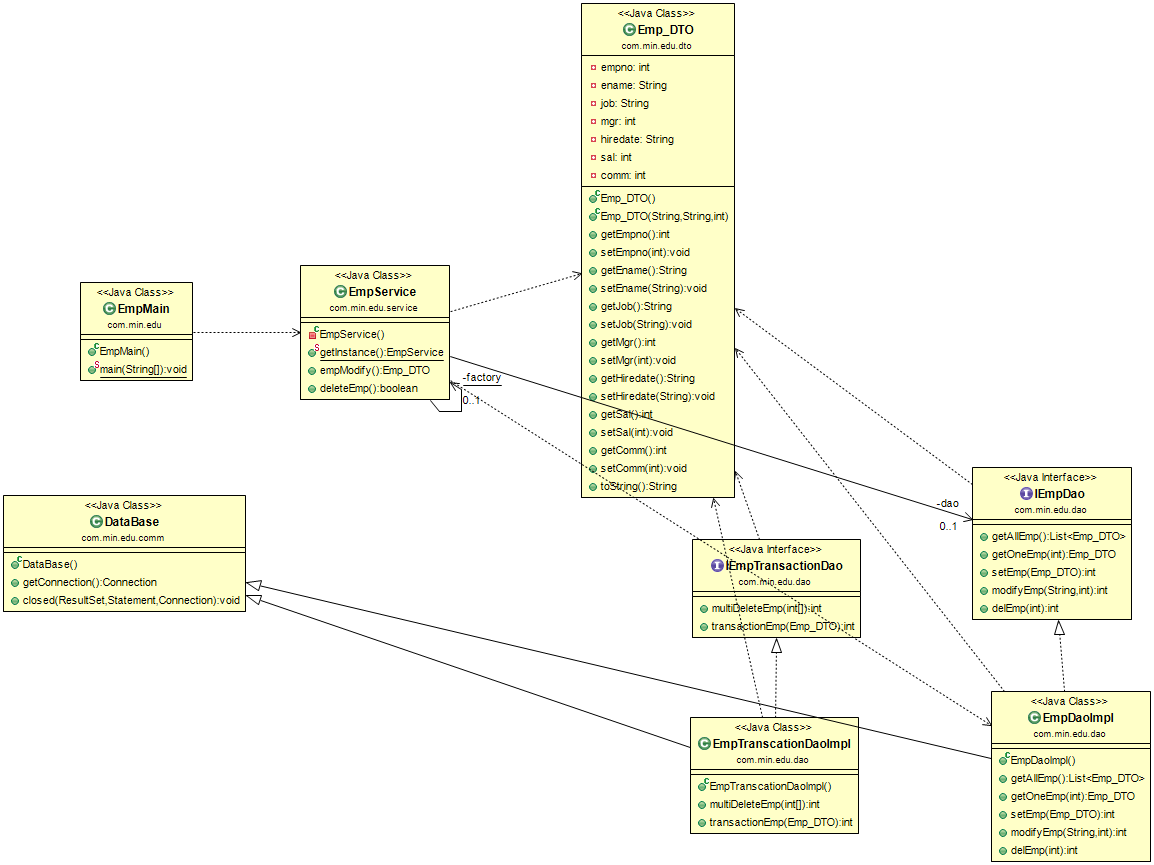 <<Java Class>>
Emp_DTO
com.min.edu.dto
empno: int
ename: String
job: String
mgr: int
hiredate: String
sal: int
comm: int
Emp_DTO()
Emp_DTO(String,String,int)
getEmpno():int
setEmpno(int):void
getEname():String
setEname(String):void
getJob():String
setJob(String):void
getMgr():int
setMgr(int):void
getHiredate():String
setHiredate(String):void
getSal():int
setSal(int):void
getComm():int
setComm(int):void
toString():String
<<Java Class>>
EmpMain
com.min.edu
EmpMain()
main(String[]):void
<<Java Class>>
EmpService
com.min.edu.service
EmpService()
getInstance():EmpService
empModify():Emp_DTO
deleteEmp():boolean
-factory
0..1
-dao
0..1
<<Java Interface>>
IEmpDao
com.min.edu.dao
getAllEmp():List<Emp_DTO>
getOneEmp(int):Emp_DTO
setEmp(Emp_DTO):int
modifyEmp(String,int):int
delEmp(int):int
<<Java Class>>
DataBase
com.min.edu.comm
DataBase()
getConnection():Connection
closed(ResultSet,Statement,Connection):void
<<Java Interface>>
IEmpTransactionDao
com.min.edu.dao
multiDeleteEmp(int[]):int
transactionEmp(Emp_DTO):int
<<Java Class>>
EmpTranscationDaoImpl
com.min.edu.dao
EmpTranscationDaoImpl()
multiDeleteEmp(int[]):int
transactionEmp(Emp_DTO):int
<<Java Class>>
EmpDaoImpl
com.min.edu.dao
EmpDaoImpl()
getAllEmp():List<Emp_DTO>
getOneEmp(int):Emp_DTO
setEmp(Emp_DTO):int
modifyEmp(String,int):int
delEmp(int):int